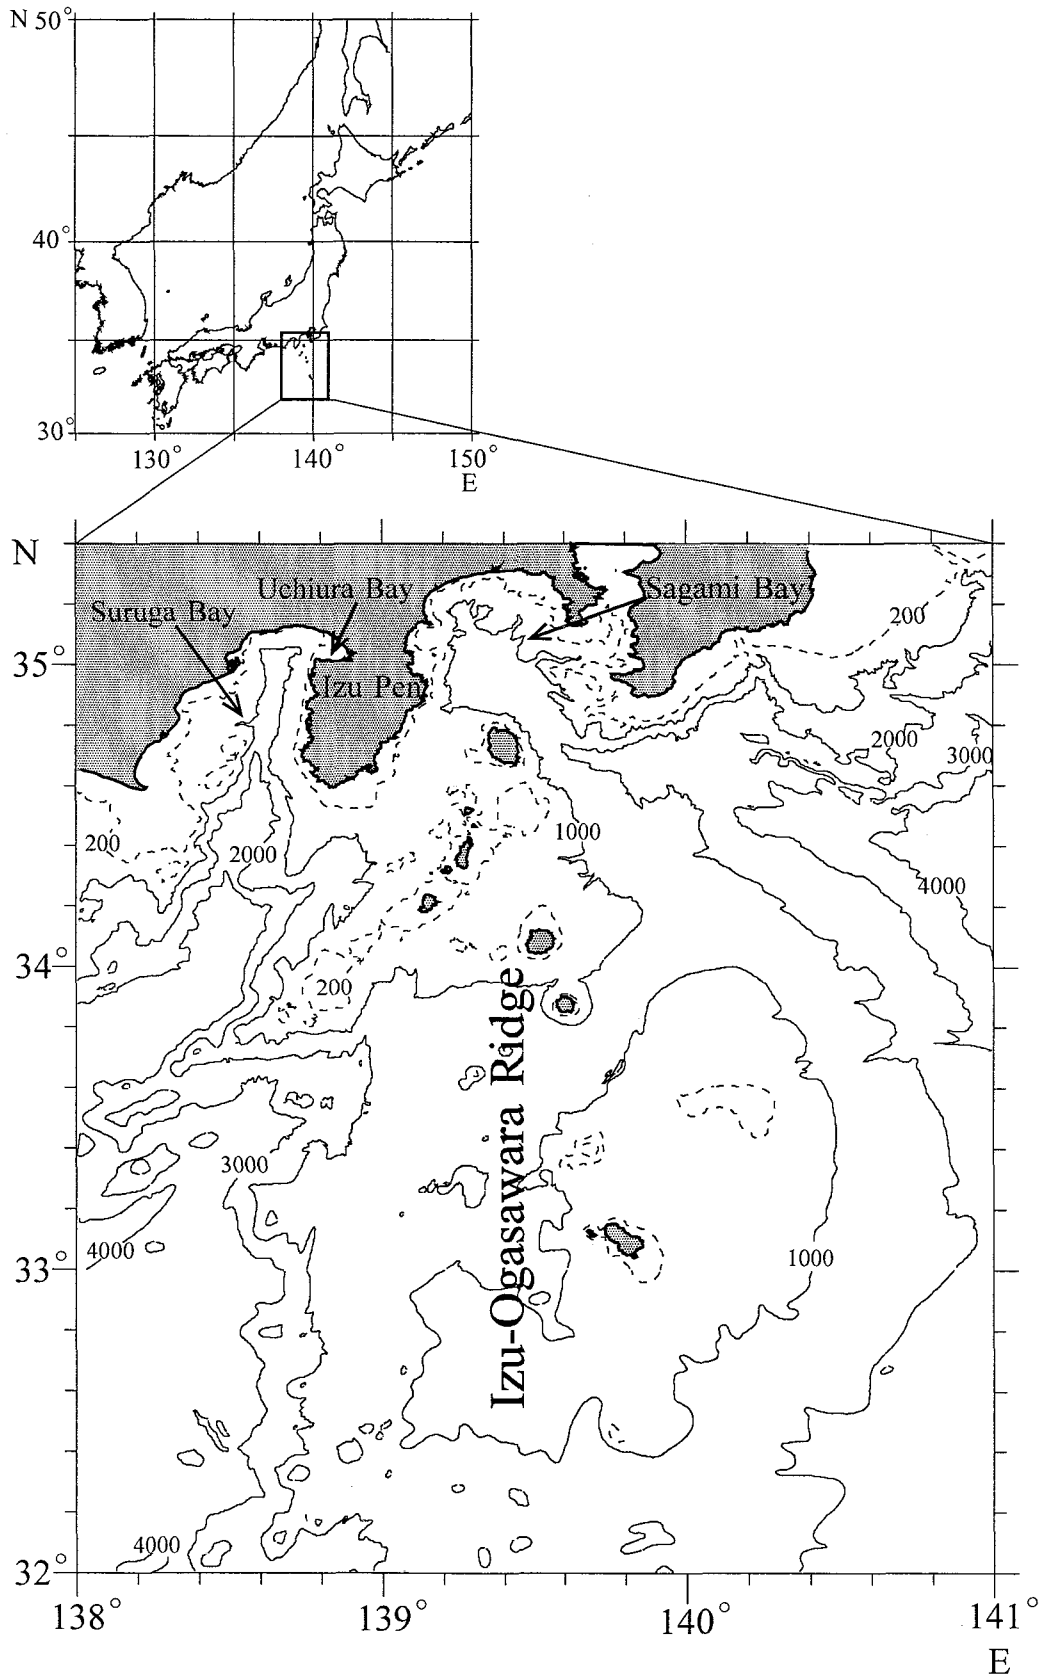 N 50°
40°
30°
130° 140° 150°
E
N
Uchiura Bay
Sagami Bay
Suruga Bay
200
35°
Izu Pen
2000
3000
1000
200
2000
4000
34°
200
Izu-Ogasawara Ridge
3000
4000
1000
33°
4000
32°
138° 139° 140° 141°
E